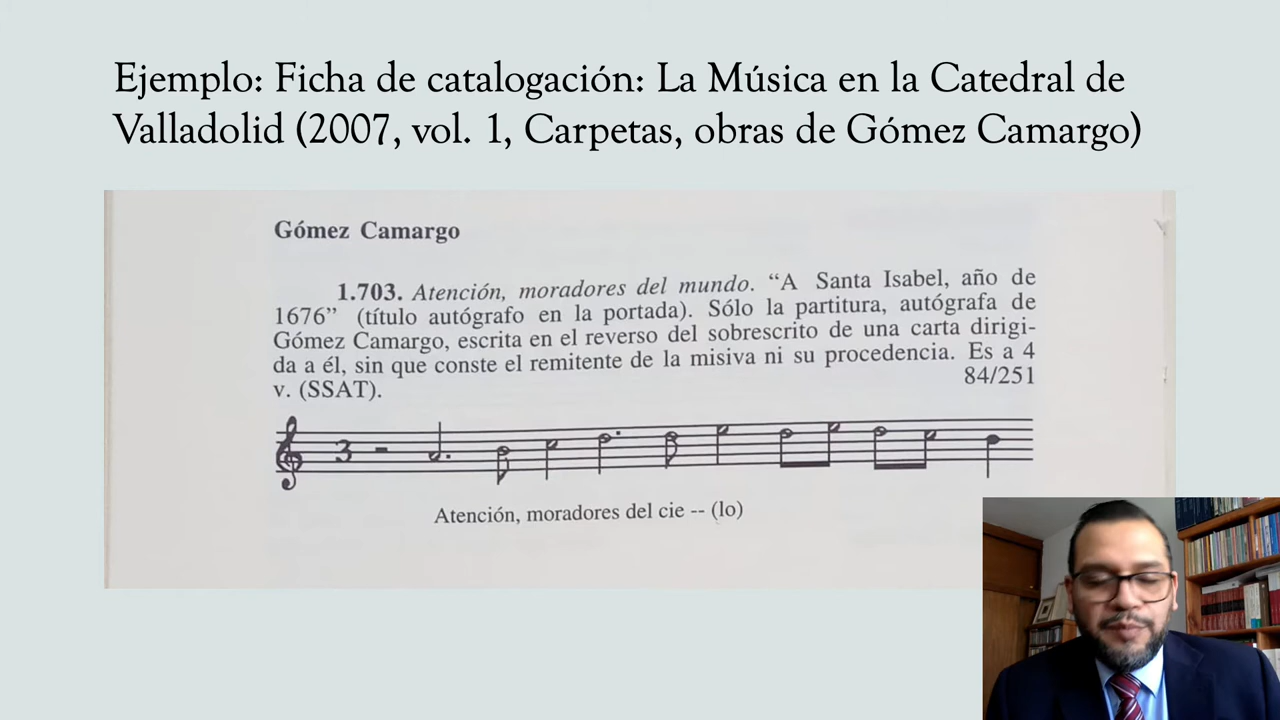 Ejemplo: Ficha de catalogación: La Música en la Catedral de
Valladolid (2007, vol. 1, Carpetas, obras de Gómez Camargo)
Gómez Camargo
1.703. Atención, moradores del mundo. “A Santa Isabel, año de
1676” (título autógrafo en la portada). Sólo la partitura, autógrafa de
Gómez Camargo, escrita en el reverso del sobrescrito de una carta dirigi-
da a él, sin que conste el remitente de la misiva ni su procedencia. Es a 4
v. (SSAT). 84/251
3
Atención, moradores del cie -- (lo)